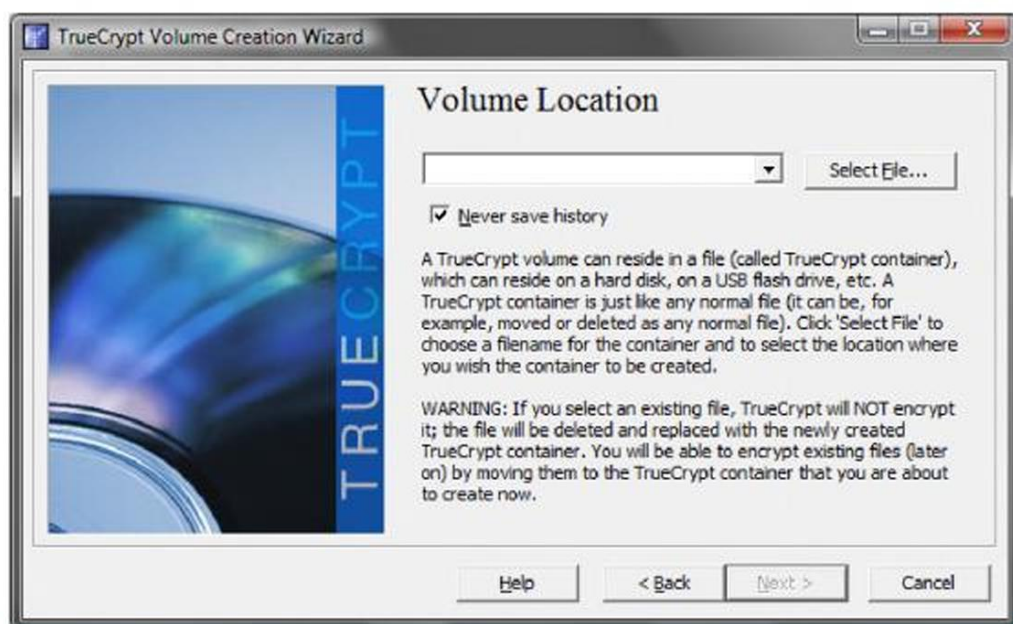 TrueCrypt Volume Creation Wizard
TRUECRYPT
Volume Location
Select File...
Never save history
A TrueCrypt volume can reside in a file (called TrueCrypt container),
which can reside on a hard disk, on a USB flash drive, etc. A
TrueCrypt container is just like any normal file (it can be, for
example, moved or deleted as any normal file). Click 'Select File' to
choose a filename for the container and to select the location where
you wish the container to be created.
WARNING: If you select an existing file, TrueCrypt will NOT encrypt
it; the file will be deleted and replaced with the newly created
TrueCrypt container. You will be able to encrypt existing files (later
on) by moving them to the TrueCrypt container that you are about
to create now.
Help
< Back
Next >
Cancel